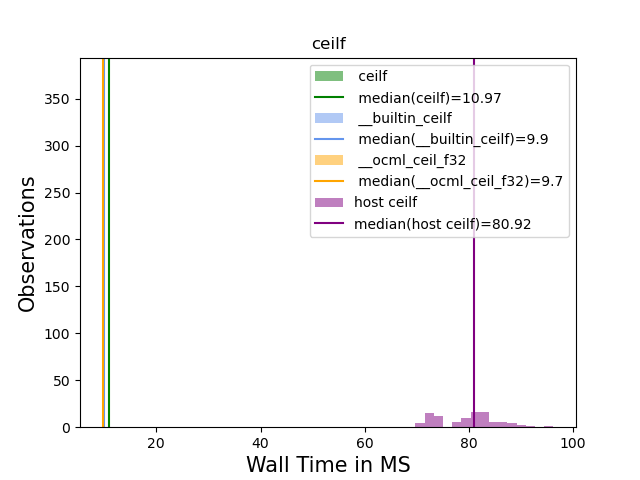 ceilf
ceilf
median(ceilf)=10.97
__builtin_ceilf
median(__builtin_ceilf)=9.9
__ocml_ceil_f32
median(__ocml_ceil_f32)=9.7
host ceilf
median(host ceilf)=80.92
Observations
350
300
250
200
150
100
50
0
20 40 60 80 100
Wall Time in MS